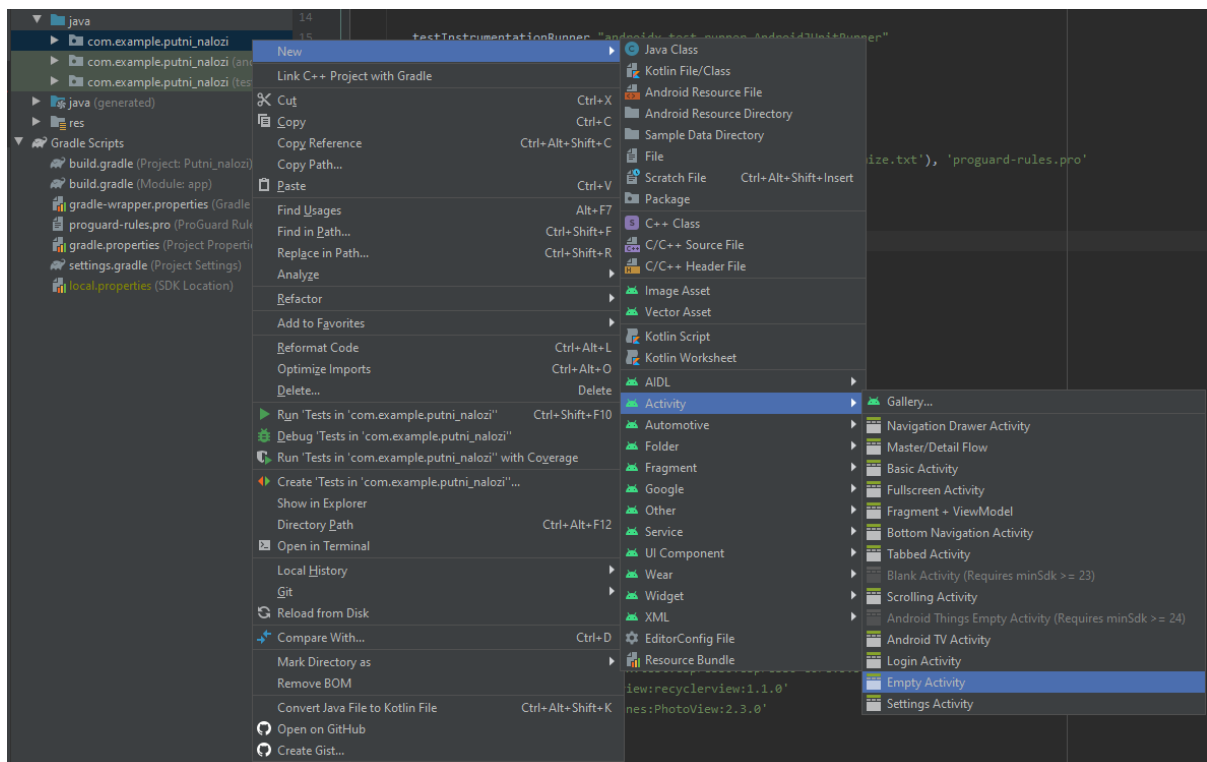 java
com.example.putni_nalozi
com.example.putni_nalozi (an
com.example.putni_nalozi (tes
java (generated)
res
Gradle Scripts
build.gradle (Project: Putni_nalozi)
build.gradle (Module: app)
gradle-wrapper.properties (Gradle
proguard-rules.pro (ProGuard Rule
gradle.properties (Project Properti
settings.gradle (Project Settings)
local.properties (SDK Location)
14
15
testInstrumentationRunner "androidx.test.runner.AndroidJUnitRunner"
ize.txt'), 'proguard-rules.pro'
iew:recyclerview:1.1.0'
nes:PhotoView:2.3.0'
New
Link C++ Project with Gradle
Cut Ctrl+X
Copy Ctrl+C
Copy Reference Ctrl+Alt+Shift+C
Copy Path...
Paste Ctrl+V
Find Usages Alt+F7
Find in Path... Ctrl+Shift+F
Replace in Path... Ctrl+Shift+R
Analyze
Refactor
Add to Favorites
Reformat Code Ctrl+Alt+L
Optimize Imports Ctrl+Alt+O
Delete... Delete
Run 'Tests in 'com.example.putni_nalozi'' Ctrl+Shift+F10
Debug 'Tests in 'com.example.putni_nalozi''
Run 'Tests in 'com.example.putni_nalozi'' with Coverage
Create 'Tests in 'com.example.putni_nalozi''...
Show in Explorer
Directory Path Ctrl+Alt+F12
Open in Terminal
Local History
Git
Reload from Disk
Compare With... Ctrl+D
Mark Directory as
Remove BOM
Convert Java File to Kotlin File Ctrl+Alt+Shift+K
Open on GitHub
Create Gist...
Java Class
Kotlin File/Class
Android Resource File
Android Resource Directory
Sample Data Directory
File
Scratch File Ctrl+Alt+Shift+Insert
Package
C++ Class
C/C++ Source File
C/C++ Header File
Image Asset
Vector Asset
Kotlin Script
Kotlin Worksheet
AIDL
Activity
Automotive
Folder
Fragment
Google
Other
Service
UI Component
Wear
Widget
XML
EditorConfig File
Resource Bundle
Gallery...
Navigation Drawer Activity
Master/Detail Flow
Basic Activity
Fullscreen Activity
Fragment + ViewModel
Bottom Navigation Activity
Tabbed Activity
Blank Activity (Requires minSdk >= 23)
Scrolling Activity
Android Things Empty Activity (Requires minSdk >= 24)
Android TV Activity
Login Activity
Empty Activity
Settings Activity